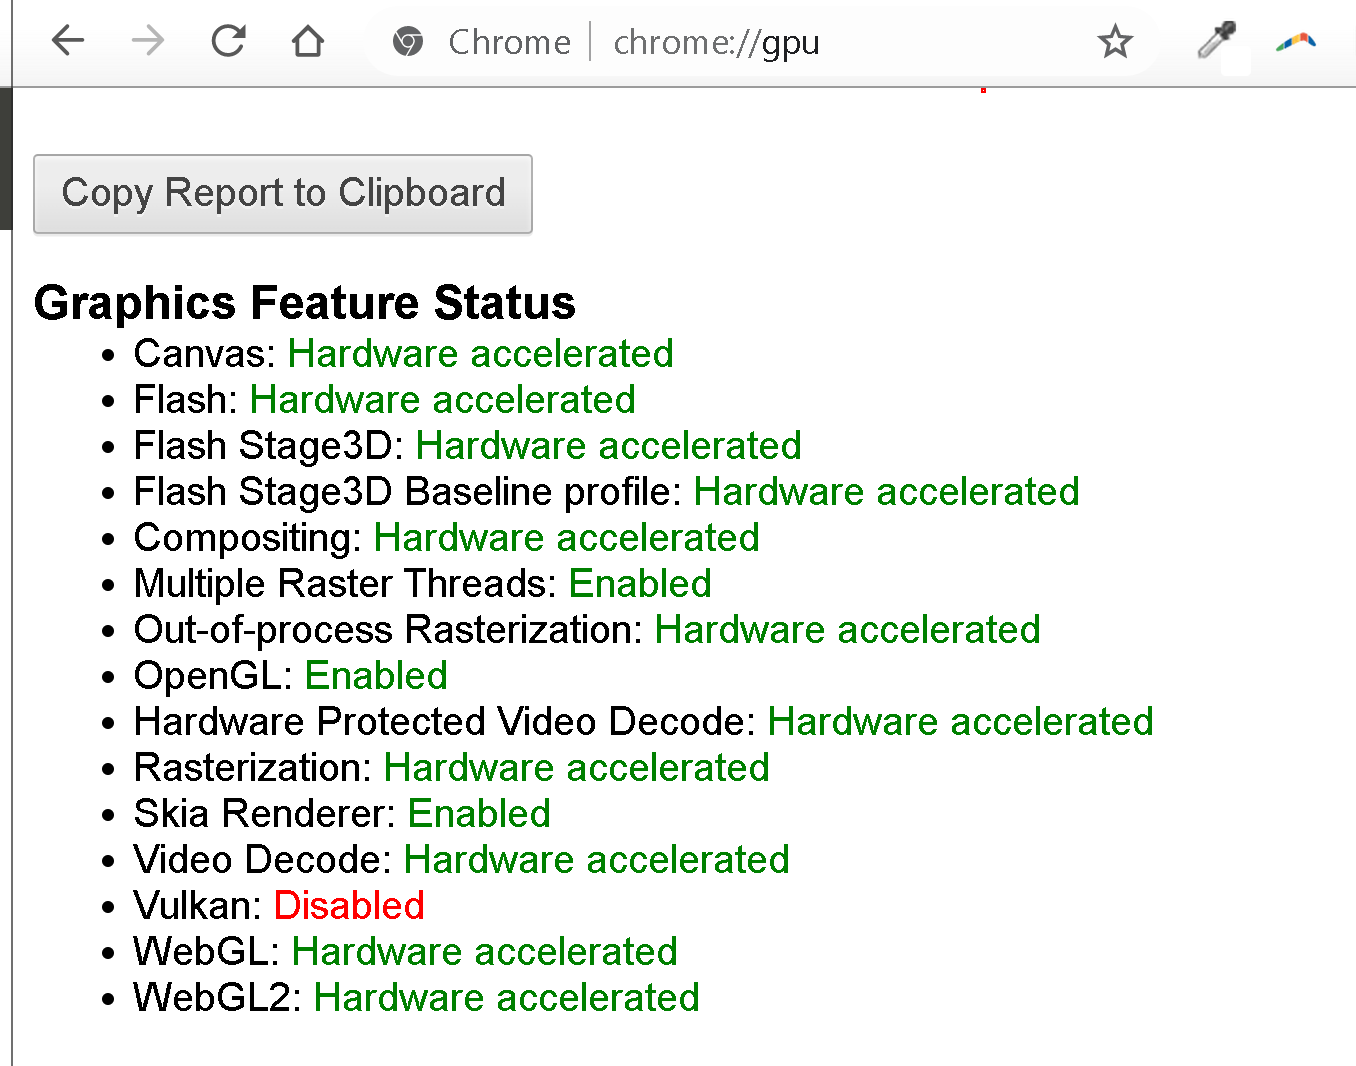 Chrome | chrome://gpu
Copy Report to Clipboard
Graphics Feature Status
• Canvas: Hardware accelerated
• Flash: Hardware accelerated
• Flash Stage3D: Hardware accelerated
• Flash Stage3D Baseline profile: Hardware accelerated
• Compositing: Hardware accelerated
• Multiple Raster Threads: Enabled
• Out-of-process Rasterization: Hardware accelerated
• OpenGL: Enabled
• Hardware Protected Video Decode: Hardware accelerated
• Rasterization: Hardware accelerated
• Skia Renderer: Enabled
• Video Decode: Hardware accelerated
• Vulkan: Disabled
• WebGL: Hardware accelerated
• WebGL2: Hardware accelerated